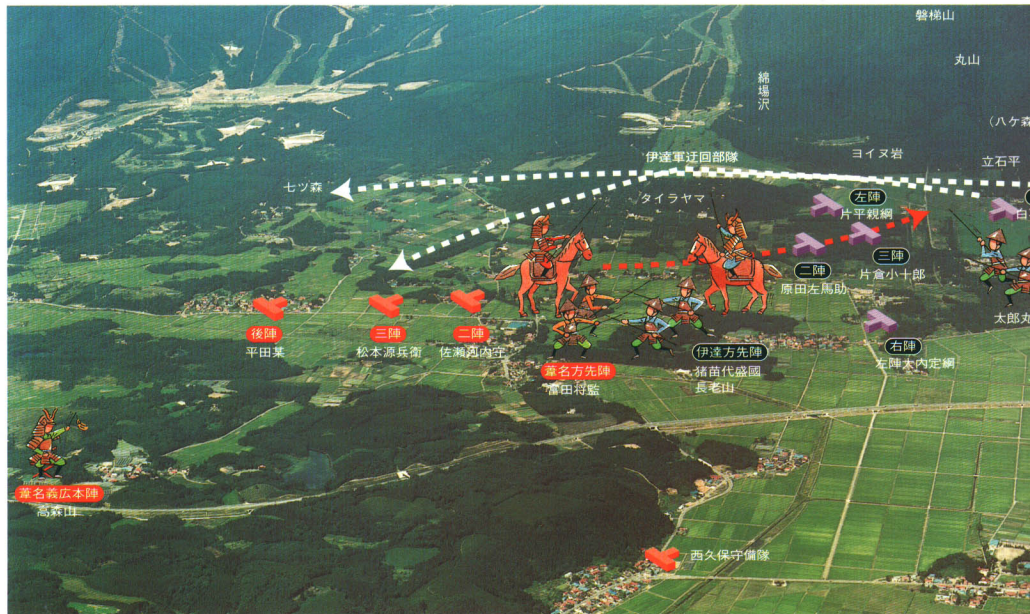 磐梯山
丸山
綿場沢
(八ケ森
伊達軍迂回部隊
ヨイヌ岩
立石平
七ツ森
タイラヤマ
左陣
片平親綱
白
二陣
原田左馬助
三陣
片倉小十郎
太郎丸
後陣
平田某
三陣
松本源兵衛
二陣
佐瀬河内守
葦名方先陣
富田将監
伊達方先陣
猪苗代盛國
長老山
右陣
左陣大内定綱
葦名義広本陣
高森山
西久保守備隊